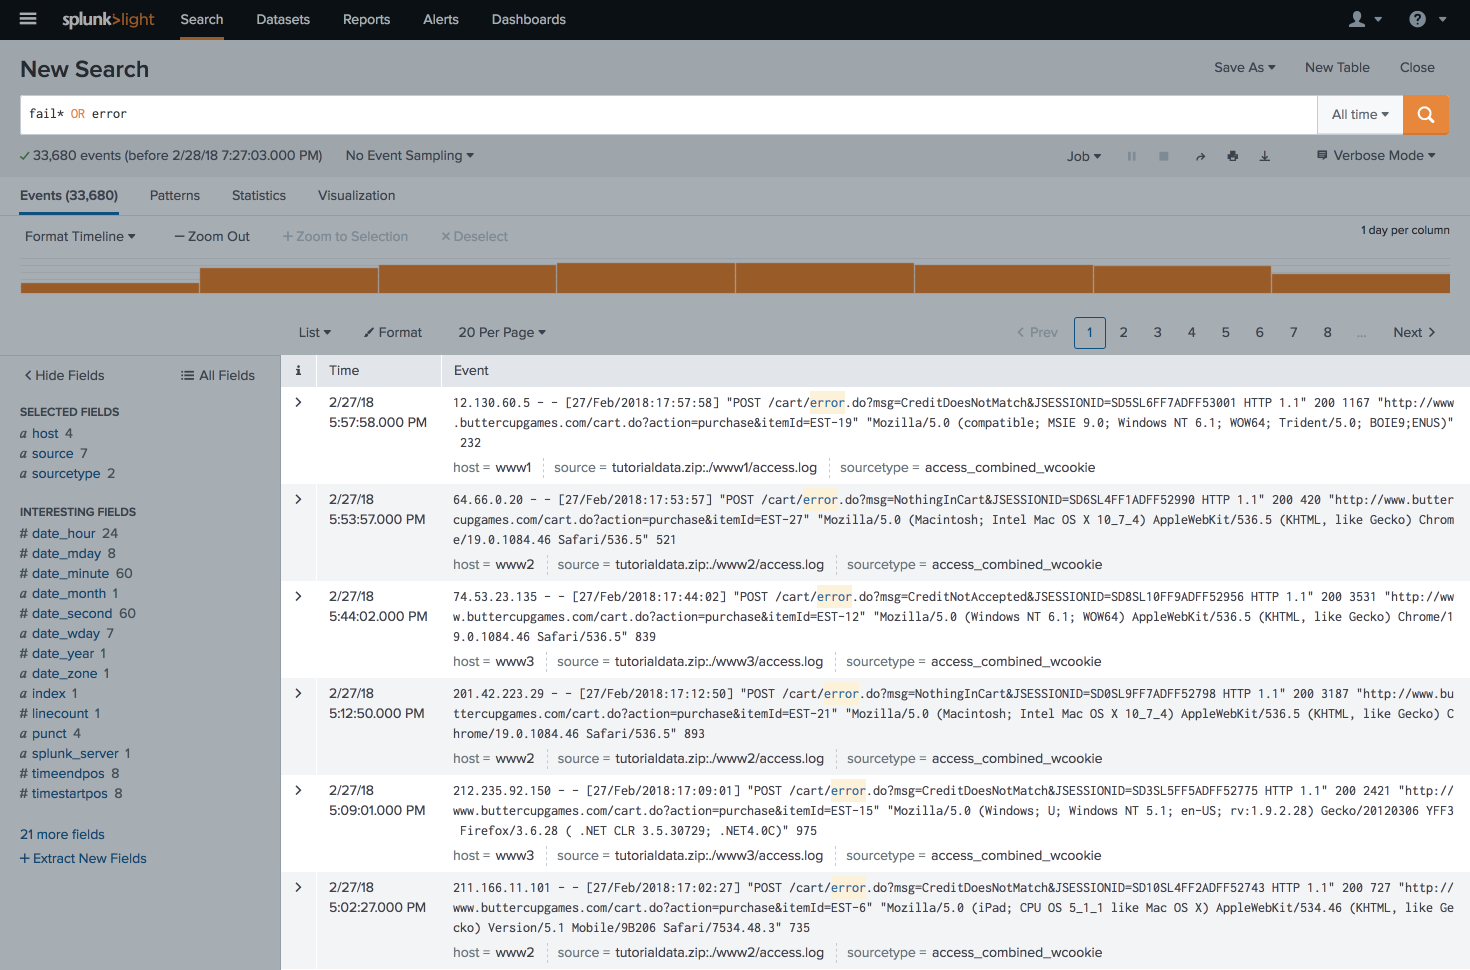 splunk>light Search Datasets Reports Alerts Dashboards
New Search Save As New Table Close
fail* OR error All time
33,680 events (before 2/28/18 7:27:03.000 PM) No Event Sampling Job Verbose Mode
Events (33,680) Patterns Statistics Visualization
Format Timeline — Zoom Out + Zoom to Selection × Deselect 1 day per column
List Format 20 Per Page < Prev 1 2 3 4 5 6 7 8 ... Next >
< Hide Fields All Fields
SELECTED FIELDS
a host 4
a source 7
a sourcetype 2
INTERESTING FIELDS
# date_hour 24
# date_mday 8
# date_minute 60
a date_month 1
# date_second 60
a date_wday 7
# date_year 1
a date_zone 1
a index 1
# linecount 1
a punct 4
a splunk_server 1
# timeendpos 8
# timestartpos 8
21 more fields
+ Extract New Fields
i Time Event
> 2/27/18 12.130.60.5 - - [27/Feb/2018:17:57:58] "POST /cart/error.do?msg=CreditDoesNotMatch&JSESSIONID=SD5SL6FF7ADFF53001 HTTP 1.1" 200 1167 "http://www
5:57:58.000 PM .buttercupgames.com/cart.do?action=purchase&itemId=EST-19" "Mozilla/5.0 (compatible; MSIE 9.0; Windows NT 6.1; WOW64; Trident/5.0; BOIE9;ENUS)"
232
host = www1 source = tutorialdata.zip:./www1/access.log sourcetype = access_combined_wcookie
> 2/27/18 64.66.0.20 - - [27/Feb/2018:17:53:57] "POST /cart/error.do?msg=NothingInCart&JSESSIONID=SD6SL4FF1ADFF52990 HTTP 1.1" 200 420 "http://www.butter
5:53:57.000 PM cupgames.com/cart.do?action=purchase&itemId=EST-27" "Mozilla/5.0 (Macintosh; Intel Mac OS X 10_7_4) AppleWebKit/536.5 (KHTML, like Gecko) Chrom
e/19.0.1084.46 Safari/536.5" 521
host = www2 source = tutorialdata.zip:./www2/access.log sourcetype = access_combined_wcookie
> 2/27/18 74.53.23.135 - - [27/Feb/2018:17:44:02] "POST /cart/error.do?msg=CreditNotAccepted&JSESSIONID=SD8SL10FF9ADFF52956 HTTP 1.1" 200 3531 "http://ww
5:44:02.000 PM w.buttercupgames.com/cart.do?action=purchase&itemId=EST-12" "Mozilla/5.0 (Windows NT 6.1; WOW64) AppleWebKit/536.5 (KHTML, like Gecko) Chrome/1
9.0.1084.46 Safari/536.5" 839
host = www3 source = tutorialdata.zip:./www3/access.log sourcetype = access_combined_wcookie
> 2/27/18 201.42.223.29 - - [27/Feb/2018:17:12:50] "POST /cart/error.do?msg=NothingInCart&JSESSIONID=SD0SL9FF7ADFF52798 HTTP 1.1" 200 3187 "http://www.bu
5:12:50.000 PM ttercupgames.com/cart.do?action=purchase&itemId=EST-21" "Mozilla/5.0 (Macintosh; Intel Mac OS X 10_7_4) AppleWebKit/536.5 (KHTML, like Gecko) C
hrome/19.0.1084.46 Safari/536.5" 893
host = www2 source = tutorialdata.zip:./www2/access.log sourcetype = access_combined_wcookie
> 2/27/18 212.235.92.150 - - [27/Feb/2018:17:09:01] "POST /cart/error.do?msg=CreditDoesNotMatch&JSESSIONID=SD3SL5FF5ADFF52775 HTTP 1.1" 200 2421 "http://
5:09:01.000 PM www.buttercupgames.com/cart.do?action=purchase&itemId=EST-15" "Mozilla/5.0 (Windows; U; Windows NT 5.1; en-US; rv:1.9.2.28) Gecko/20120306 YFF3
Firefox/3.6.28 ( .NET CLR 3.5.30729; .NET4.0C)" 975
host = www3 source = tutorialdata.zip:./www3/access.log sourcetype = access_combined_wcookie
> 2/27/18 211.166.11.101 - - [27/Feb/2018:17:02:27] "POST /cart/error.do?msg=CreditDoesNotMatch&JSESSIONID=SD10SL4FF2ADFF52743 HTTP 1.1" 200 727 "http://
5:02:27.000 PM www.buttercupgames.com/cart.do?action=purchase&itemId=EST-6" "Mozilla/5.0 (iPad; CPU OS 5_1_1 like Mac OS X) AppleWebKit/534.46 (KHTML, like Ge
cko) Version/5.1 Mobile/9B206 Safari/7534.48.3" 735
host = www2 source = tutorialdata.zip:./www2/access.log sourcetype = access_combined_wcookie